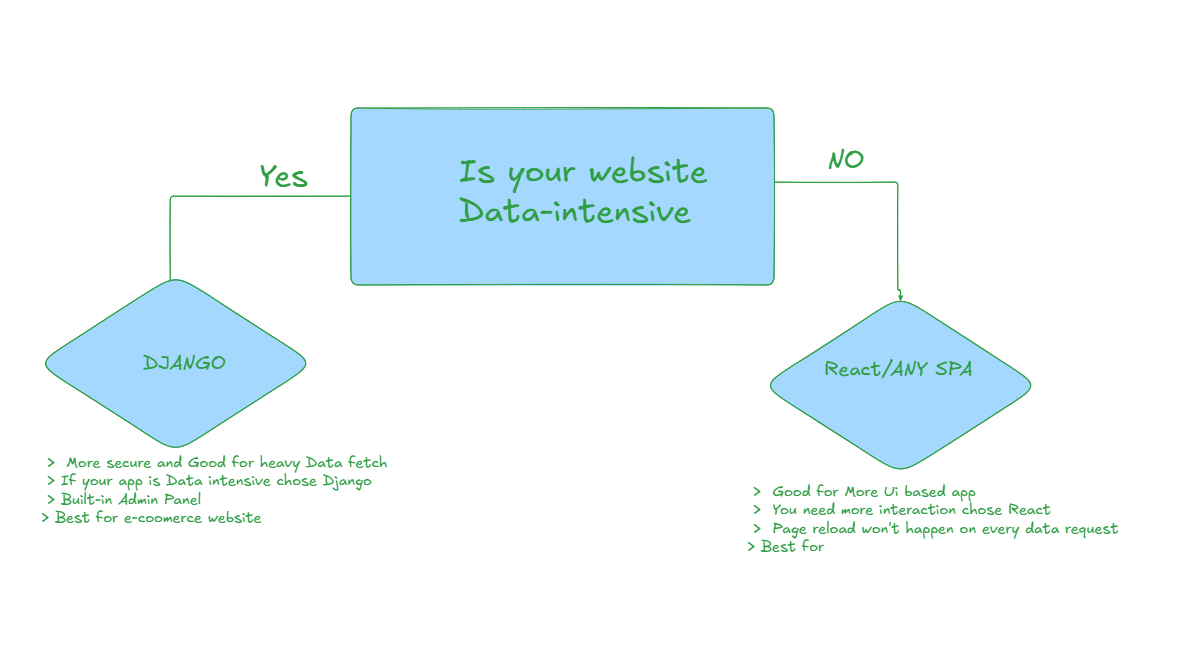 Is your website
Data-intensive
Yes
NO
DJANGO
React/ANY SPA
> More secure and Good for heavy Data fetch
> If your app is Data intensive chose Django
> Built-in Admin Panel
> Best for e-coomerce website
> Good for More Ui based app
> You need more interaction chose React
> Page reload won't happen on every data request
> Best for